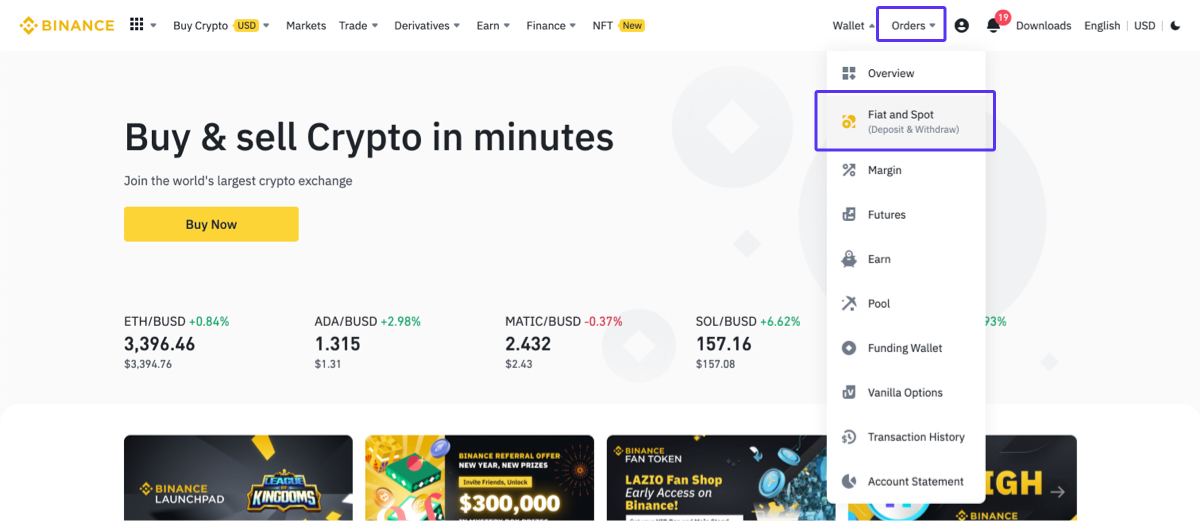 BINANCE
Buy Crypto USD
Markets
Trade
Derivatives
Earn
Finance
NFT New
Wallet
Orders
19
Downloads
English
USD
Overview
Fiat and Spot
(Deposit & Withdraw)
Margin
Futures
Earn
Pool
Funding Wallet
Vanilla Options
Transaction History
Account Statement
Buy & sell Crypto in minutes
Join the world's largest crypto exchange
Buy Now
ETH/BUSD +0.84%
3,396.46
$3,394.76
ADA/BUSD +2.98%
1.315
$1.31
MATIC/BUSD -0.37%
2.432
$2.43
SOL/BUSD +6.62%
157.16
$157.08
93%
BINANCE
LAUNCHPAD
LEAGUE OF
KINGDOMS
BINANCE REFERRAL OFFER
NEW YEAR, NEW PRIZES
Invite Friends, Unlock
$300,000
IN MYSTERY BOX PRIZES
BINANCE
FAN TOKEN
LAZIO Fan Shop
Early Access on
Binance!
IGH
BINANCE